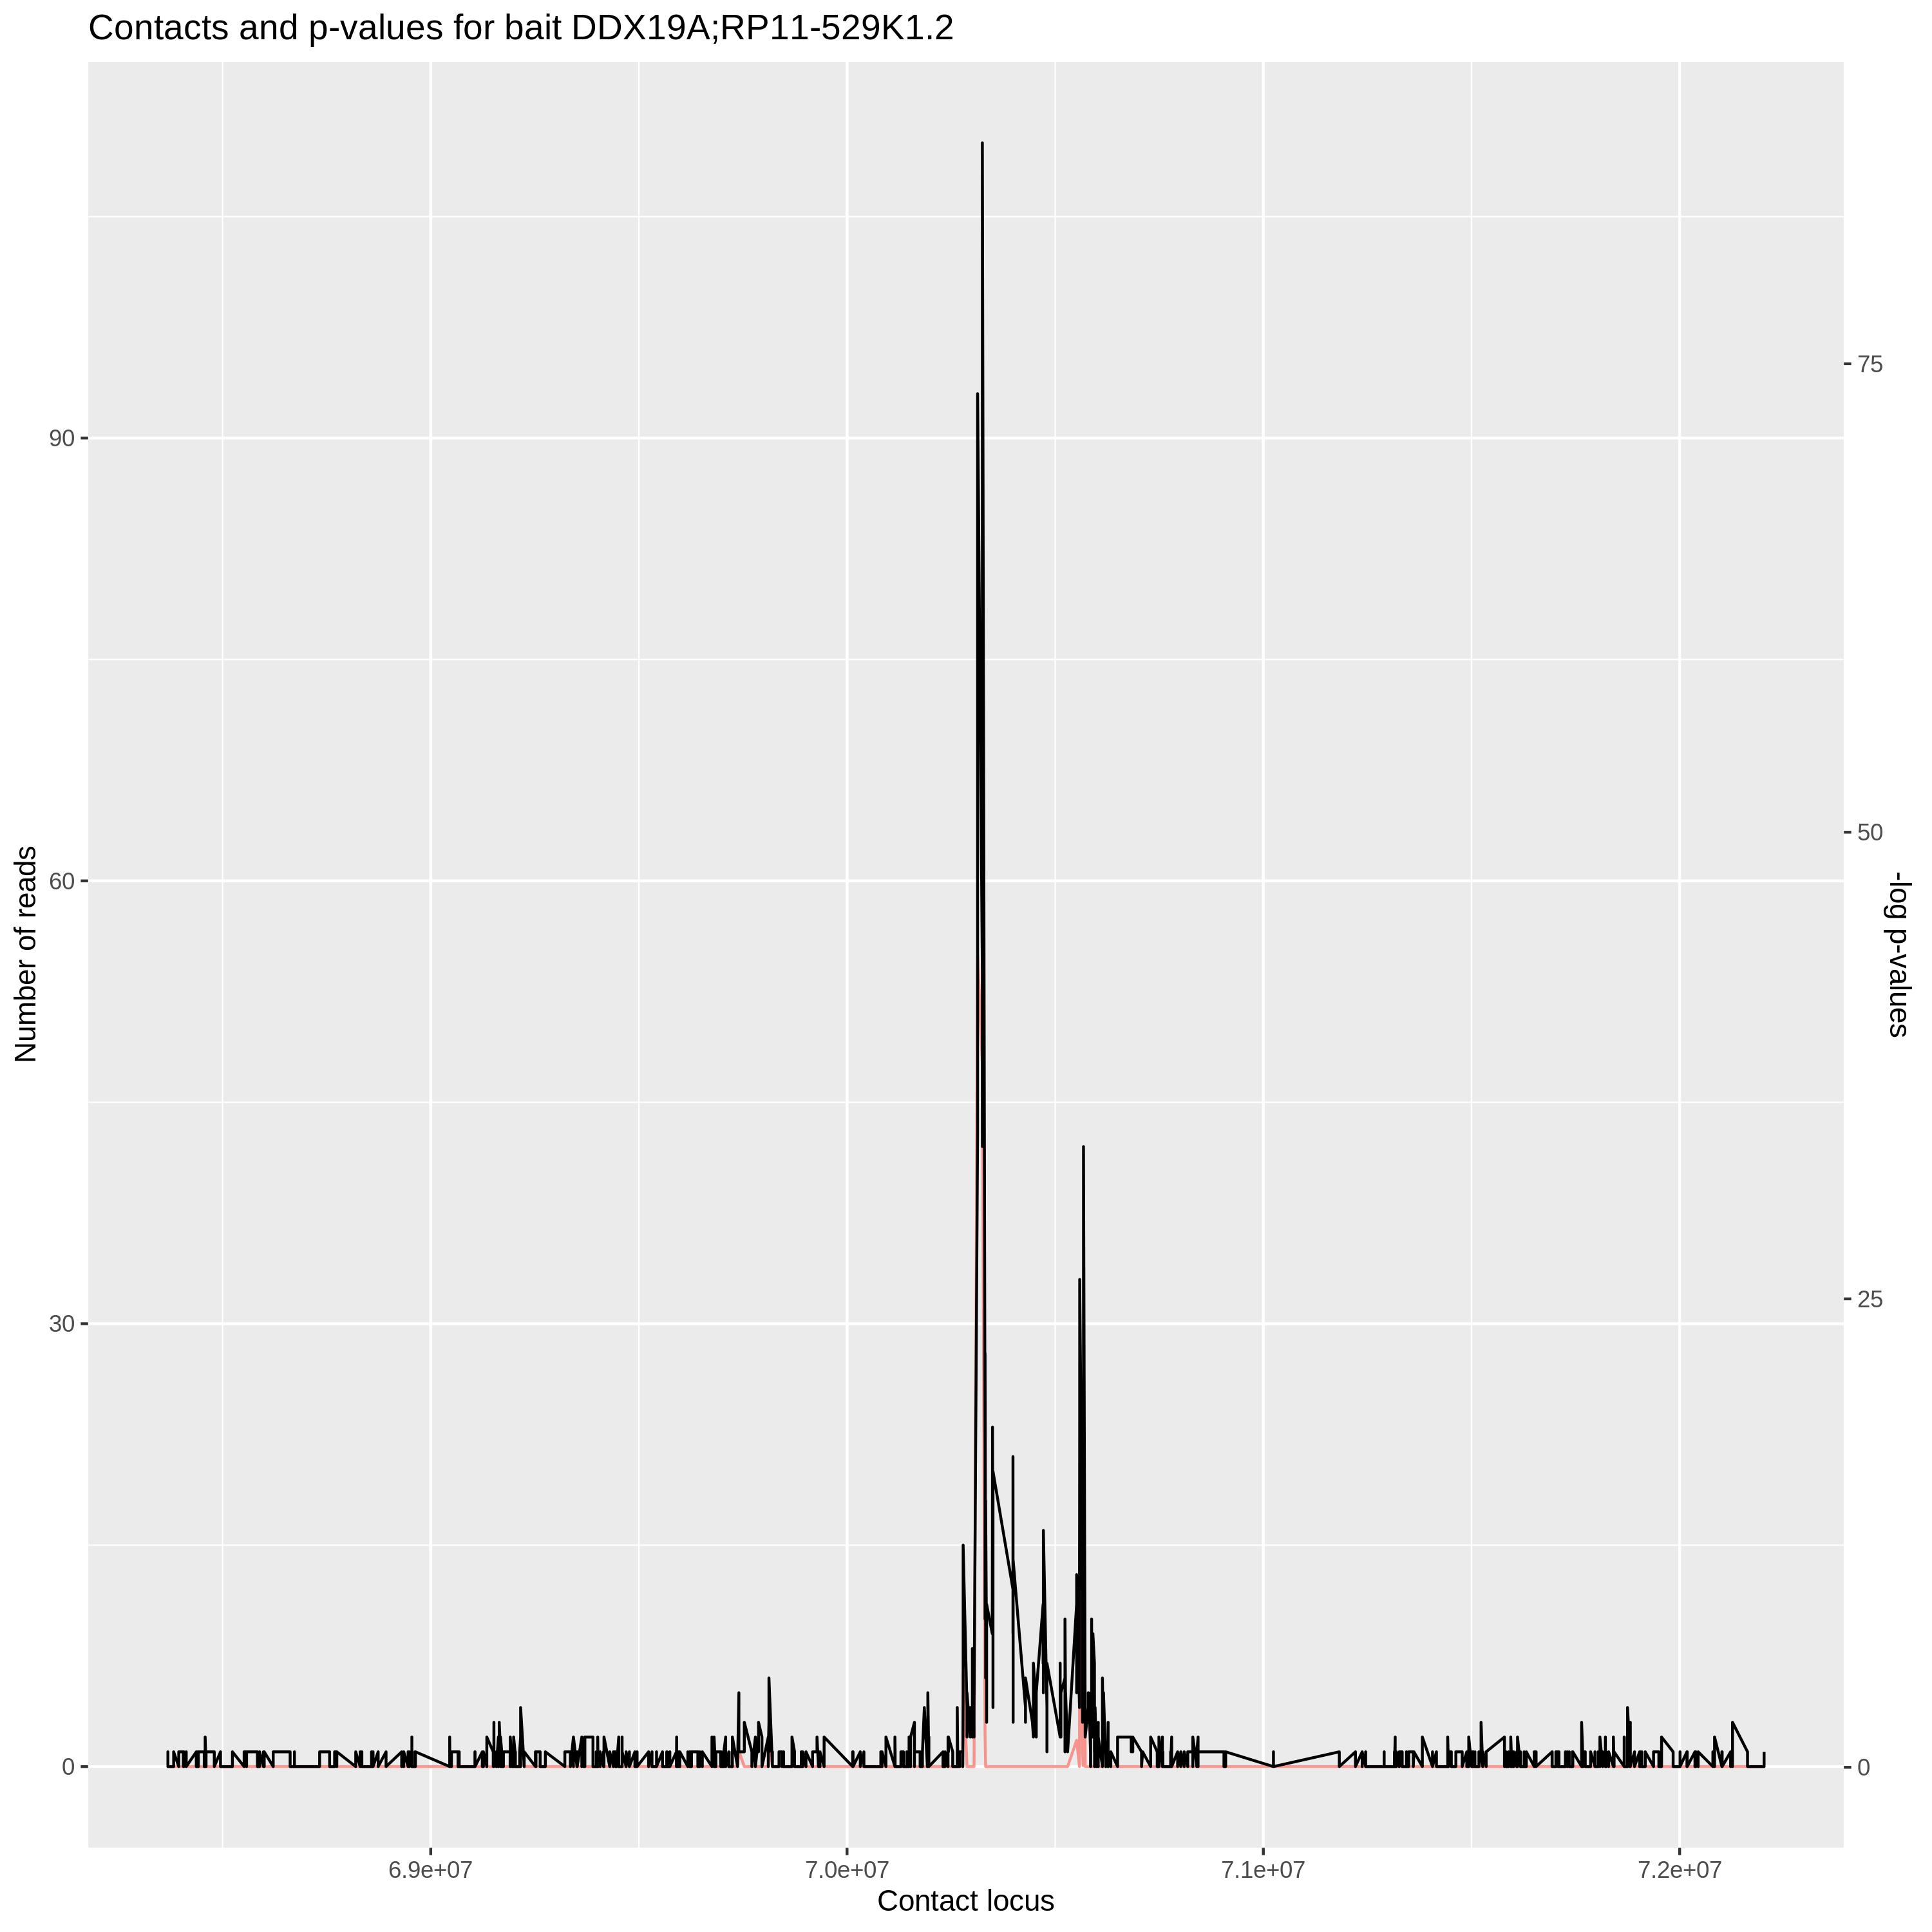 Contacts and p-values for bait DDX19A;RP11-529K1.2
90
60
30
0
Number of reads
75
50
25
0
-log p-values
6.9e+07
7.0e+07
7.1e+07
7.2e+07
Contact locus